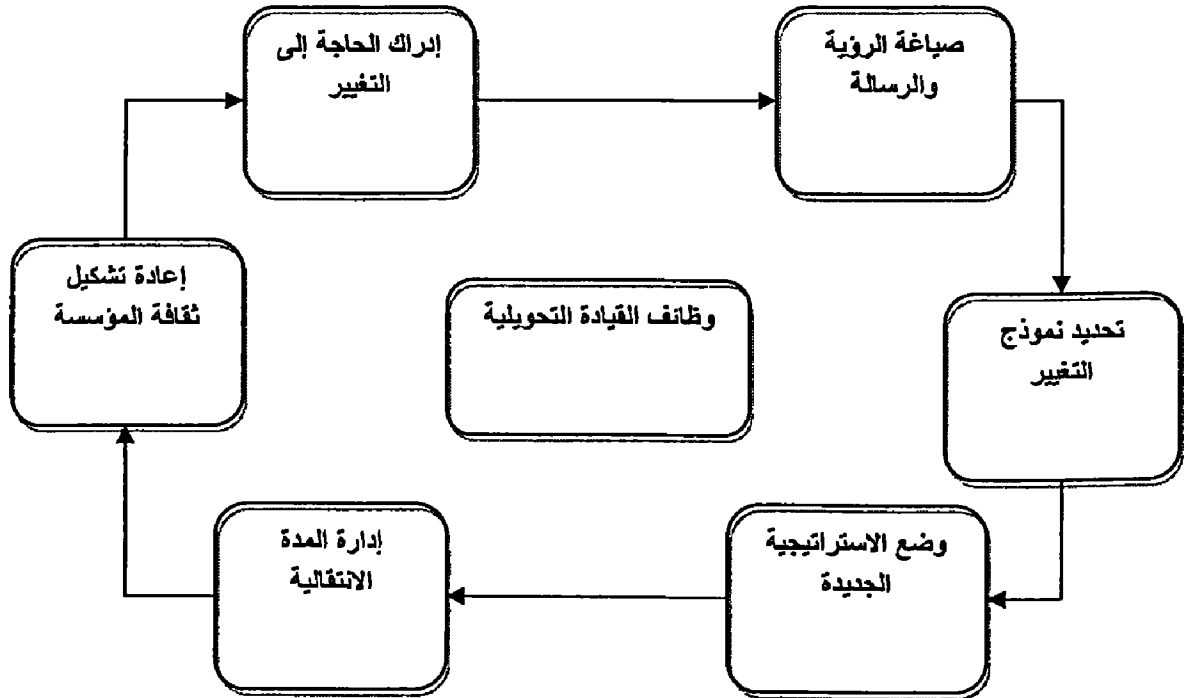 إدراك الحاجة إلى
التغيير
صياغة الرؤية
والرسالة
تحديد نموذج
التغيير
وضع الاستراتيجية
الجديدة
إدارة المدة
الانتقالية
إعادة تشكيل
ثقافة المؤسسة
وظائف القيادة التحويلية